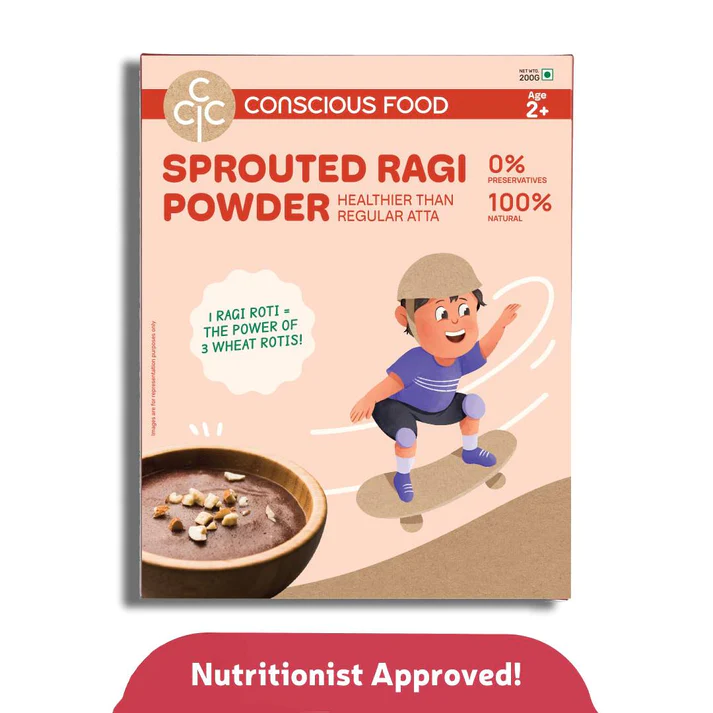 NET WTG.
200G
C
C C
CONSCIOUS FOOD
Age
2+
SPROUTED RAGI
POWDER
HEALTHIER THAN
REGULAR ATTA
0%
PRESERVATIVES
100%
NATURAL
1 RAGI ROTI =
THE POWER OF
3 WHEAT ROTIS!
Images are for representation purposes only
Nutritionist Approved!